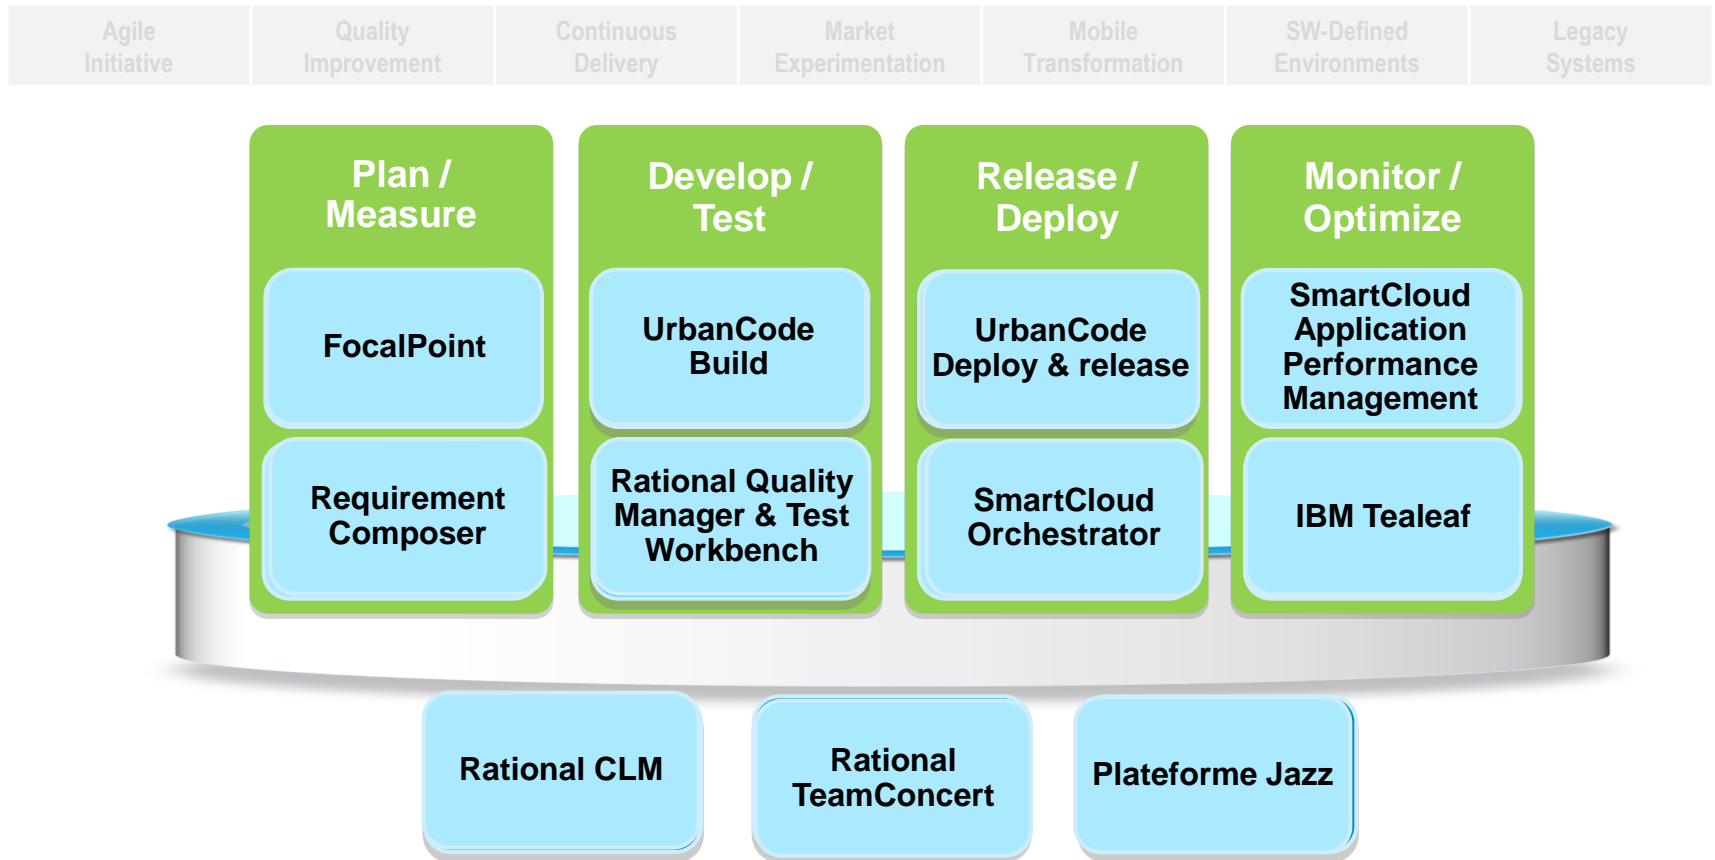 Agile
Initiative
Quality
Improvement
Continuous
Delivery
Market
Experimentation
Mobile
Transformation
SW-Defined
Environments
Legacy
Systems
Plan /
Measure
Develop /
Test
Release /
Deploy
Monitor /
Optimize
FocalPoint
UrbanCode
Build
UrbanCode
Deploy & release
SmartCloud
Application
Performance
Management
Requirement
Composer
Rational Quality
Manager & Test
Workbench
SmartCloud
Orchestrator
IBM Tealeaf
Rational CLM
Rational
TeamConcert
Plateforme Jazz